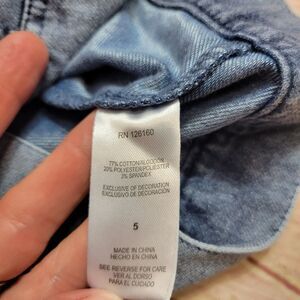 RN 126160
77% COTTON/ALGODÓN
20% POLYESTER/POLIÉSTER
3% SPANDEX
EXCLUSIVE OF DECORATION
EXCLUSIVO DE DECORACIÓN
5
MADE IN CHINA
HECHO EN CHINA
SEE REVERSE FOR CARE
VER AL DORSO
PARA EL CUIDADO